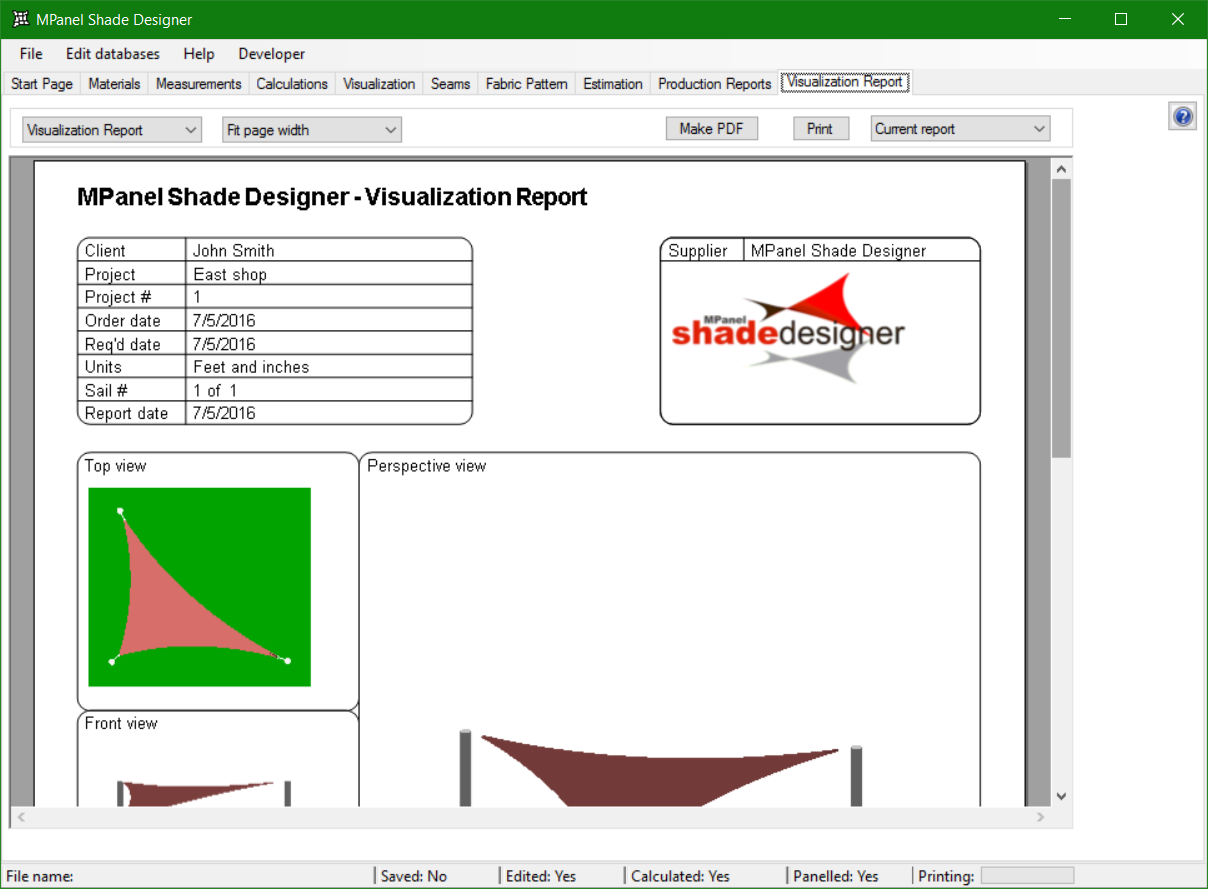 MPanel Shade Designer
File Edit databases Help Developer
Start Page Materials Measurements Calculations Visualization Seams Fabric Pattern Estimation Production Reports Visualization Report
Visualization Report Fit page width Make PDF Print Current report
MPanel Shade Designer - Visualization Report
Client John Smith
Project East shop
Project # 1
Order date 7/5/2016
Req'd date 7/5/2016
Units Feet and inches
Sail # 1 of 1
Report date 7/5/2016
Supplier MPanel Shade Designer
MPanel
shadedesigner
Top view
Perspective view
Front view
File name: Saved: No Edited: Yes Calculated: Yes Panelled: Yes Printing: